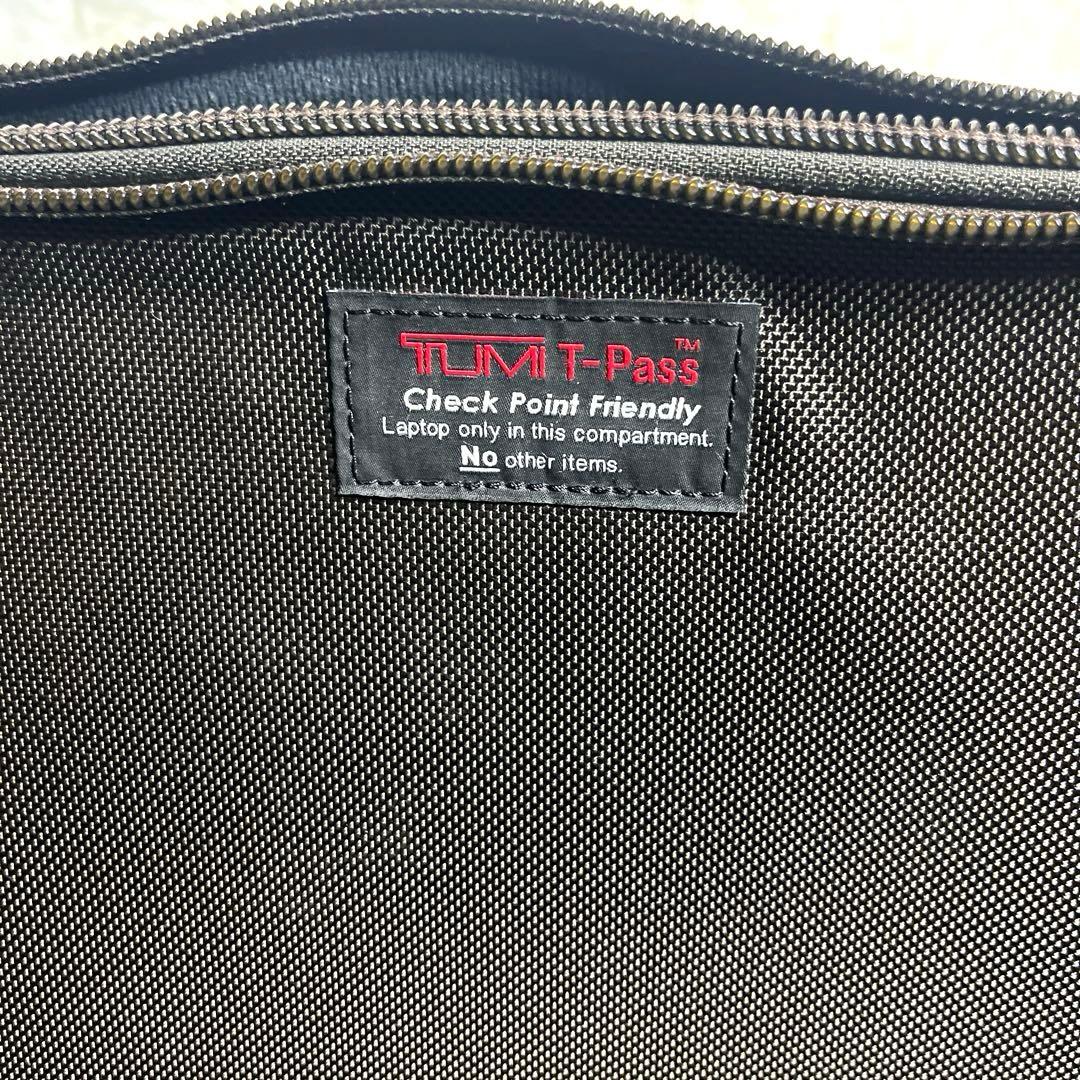 TUMI T-Pass™
Check Point Friendly
Laptop only in this compartment.
No other items.